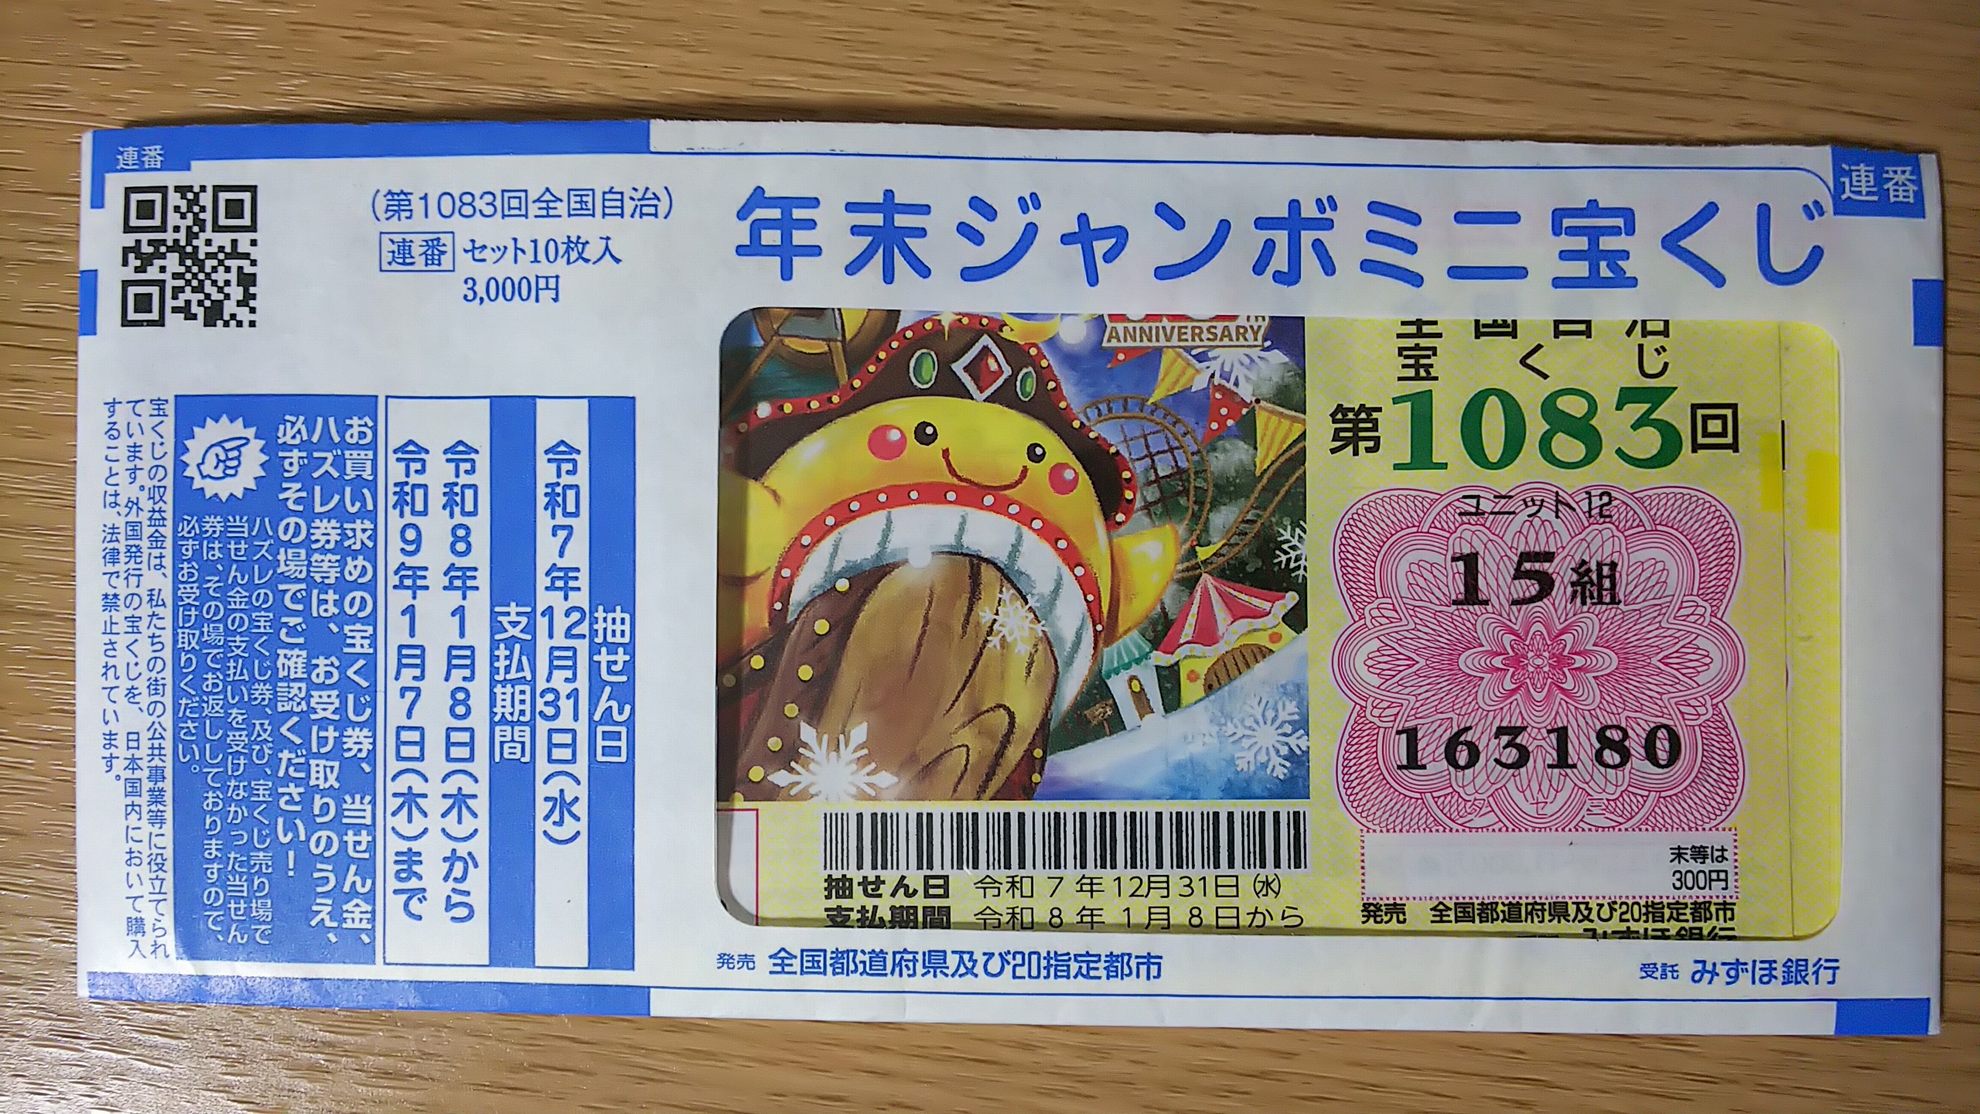 連番
(第1083回全国自治)
連番 セット10枚入
3,000円
年末ジャンボミニ宝くじ
連番
抽せん日
令和7年12月31日(水)
支払期間
令和8年1月8日(木)から
令和9年1月7日(木)まで
お買い求めの宝くじ券、当せん金、
ハズレ券等は、お受け取りのうえ、
必ずその場でご確認ください!
ハズレの宝くじ券、及び、宝くじ売り場で
当せん金の支払いを受けなかった当せん
券は、その場でお返ししておりますので、
必ずお受け取りください。
宝くじの収益金は、私たちの街の公共事業等に役立てられ
ています。外国発行の宝くじを、日本国内において購入
することは、法律で禁止されています。
ANNIVERSARY
全国自治
宝くじ
第1083回
ユニット12
15組
163180
末等は
300円
抽せん日 令和7年12月31日(水)
支払期間 令和8年1月8日から
発売 全国都道府県及び20指定都市
みずほ銀行
発売 全国都道府県及び20指定都市
受託 みずほ銀行